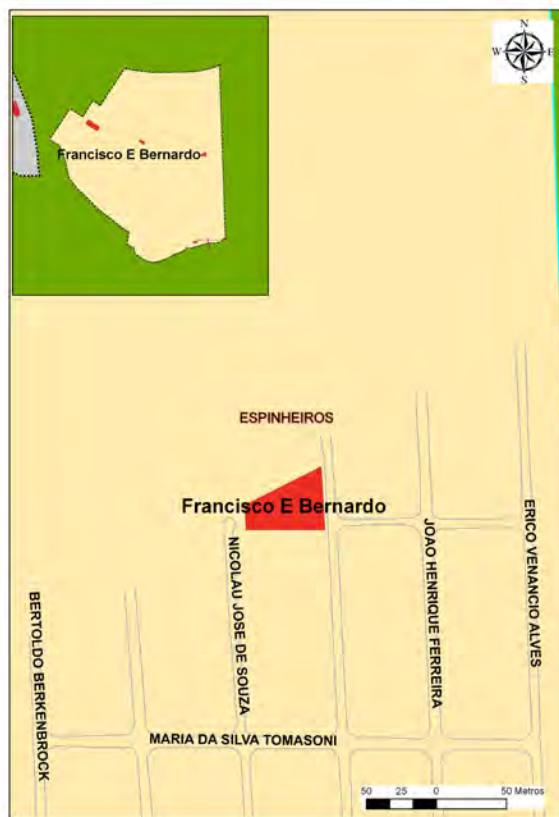 N
W E
S
Francisco E Bernardo
ESPINHEIROS
Francisco E Bernardo
NICOLAU JOSE DE SOUZA
JOAO HENRIQUE FERREIRA
ERICO VENANCIO ALVES
BERTOLDO BERKENBROCK
MARIA DA SILVA TOMASONI
50 25 0 50 Metros